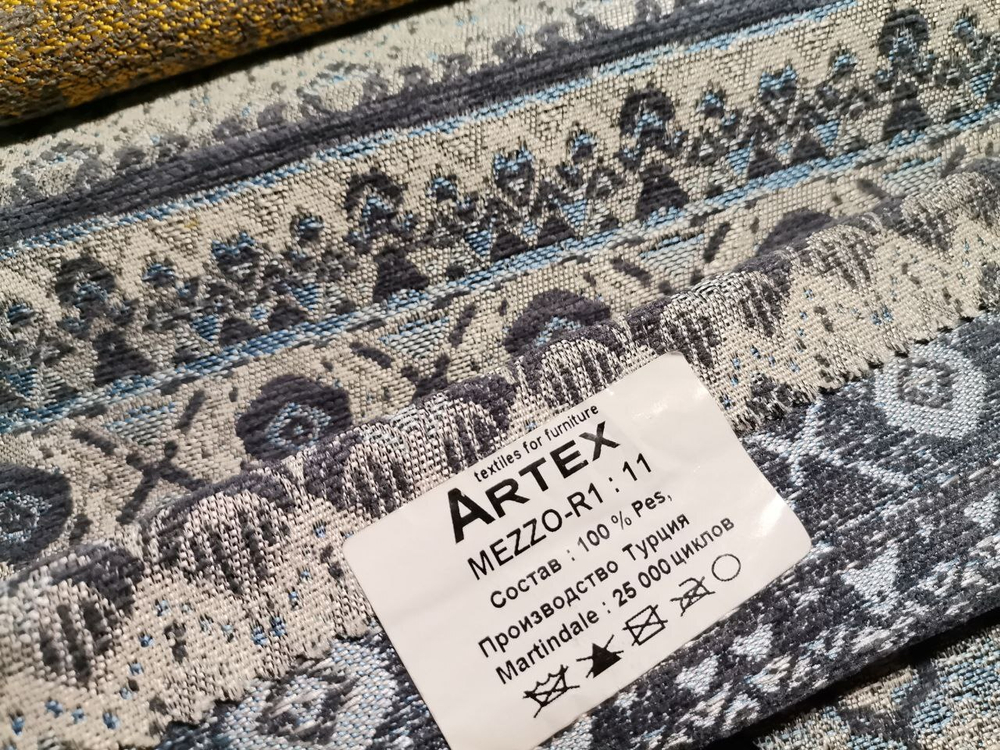 textiles for furniture
ARTEX
MEZZO-R1 : 11
Состав : 100 % Pes,
Производство Турция
Martindale : 25 000 циклов